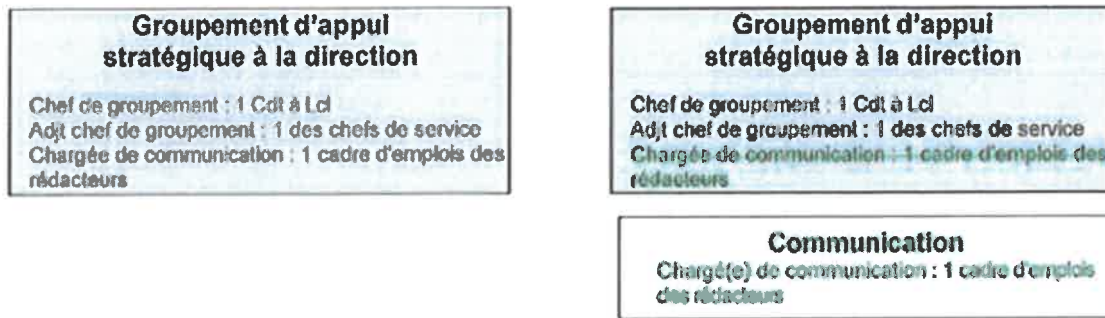 Groupement d'appui
stratégique à la direction
Chef de groupement : 1 Cdt à Lcl
Adjt chef de groupement : 1 des chefs de service
Chargée de communication : 1 cadre d'emplois des
rédacteurs
Groupement d'appui
stratégique à la direction
Chef de groupement : 1 Cdt à Lcl
Adjt chef de groupement : 1 des chefs de service
Chargée de communication : 1 cadre d'emplois des
rédacteurs
Communication
Chargé(e) de communication : 1 cadre d'emplois
des rédacteurs